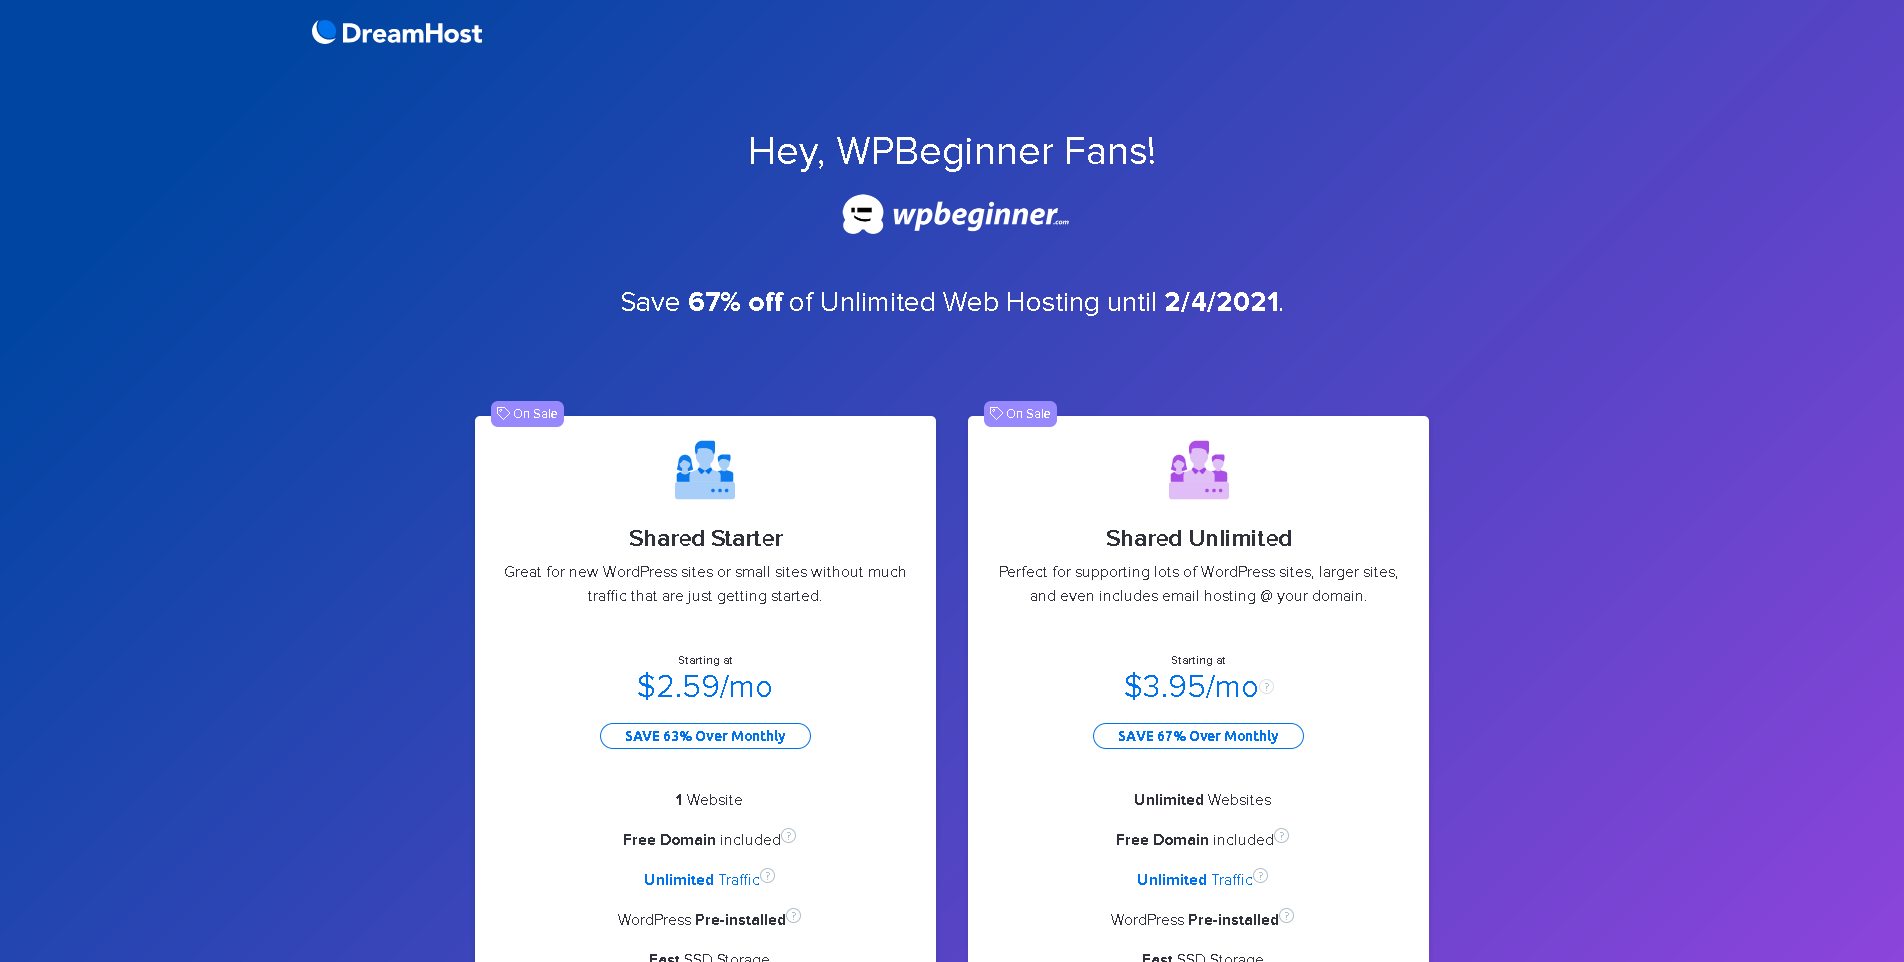 DreamHost
Hey, WPBeginner Fans!
wpbeginner.com
Save 67% off of Unlimited Web Hosting until 2/4/2021.
On Sale
Shared Starter
Great for new WordPress sites or small sites without much
traffic that are just getting started.
Starting at
$2.59/mo
SAVE 63% Over Monthly
1 Website
Free Domain included ?
Unlimited Traffic ?
WordPress Pre-installed ?
Fast SSD Storage
On Sale
Shared Unlimited
Perfect for supporting lots of WordPress sites, larger sites,
and even includes email hosting @ your domain.
Starting at
$3.95/mo ?
SAVE 67% Over Monthly
Unlimited Websites
Free Domain included ?
Unlimited Traffic ?
WordPress Pre-installed ?
Fast SSD Storage